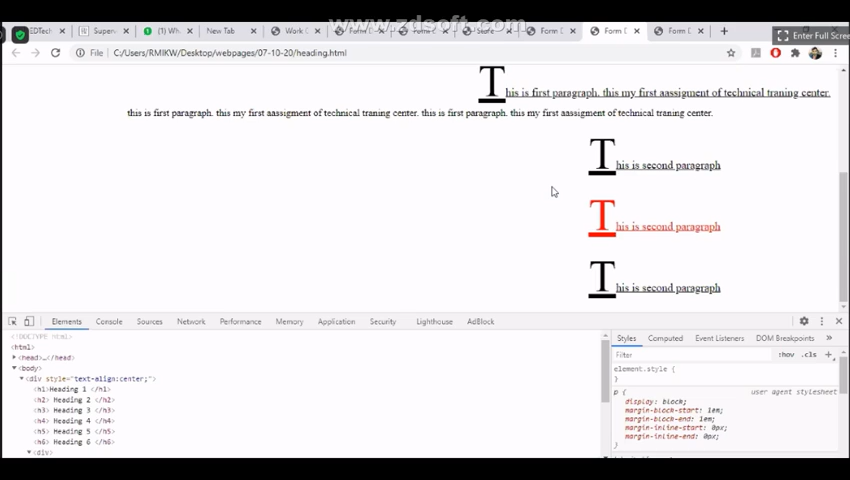 www.zdsoft.com
EDTech
Superv
(1) Wh
New Tab
Work C
Form D
State
Form D
Form D
Form D
Enter Full Scre
File | C:/Users/RMIKW/Desktop/webpages/07-10-20/heading.html
This is first paragraph. this my first aassigment of technical traning center.
this is first paragraph. this my first aassigment of technical traning center. this is first paragraph. this my first aassigment of technical traning center.
This is second paragraph
This is second paragraph
This is second paragraph
Elements Console Sources Network Performance Memory Application Security Lighthouse AdBlock
<!DOCTYPE html>
<html>
<head>…</head>
<body>
<div style="text-align:center;">
<h1>Heading 1 </h1>
<h2> Heading 2 </h2>
<h3> Heading 3 </h3>
<h4> Heading 4 </h4>
<h5> Heading 5 </h5>
<h6> Heading 6 </h6>
<div>
Styles Computed Event Listeners DOM Breakpoints »
Filter :hov .cls +
element.style {
}
p { user agent stylesheet
display: block;
margin-block-start: 1em;
margin-block-end: 1em;
margin-inline-start: 0px;
margin-inline-end: 0px;
}